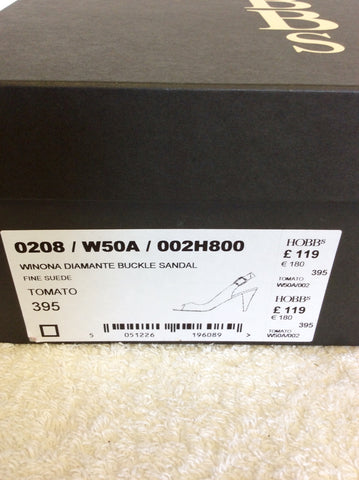 BBS
0208 / W50A / 002H800
WINONA DIAMANTE BUCKLE SANDAL
FINE SUEDE
TOMATO
395
5 051226 196089 >
HOBBS
£ 119
€ 180
395
TOMATO
W50A/002
HOBBS
£ 119
€ 180
395
TOMATO
W50A/002